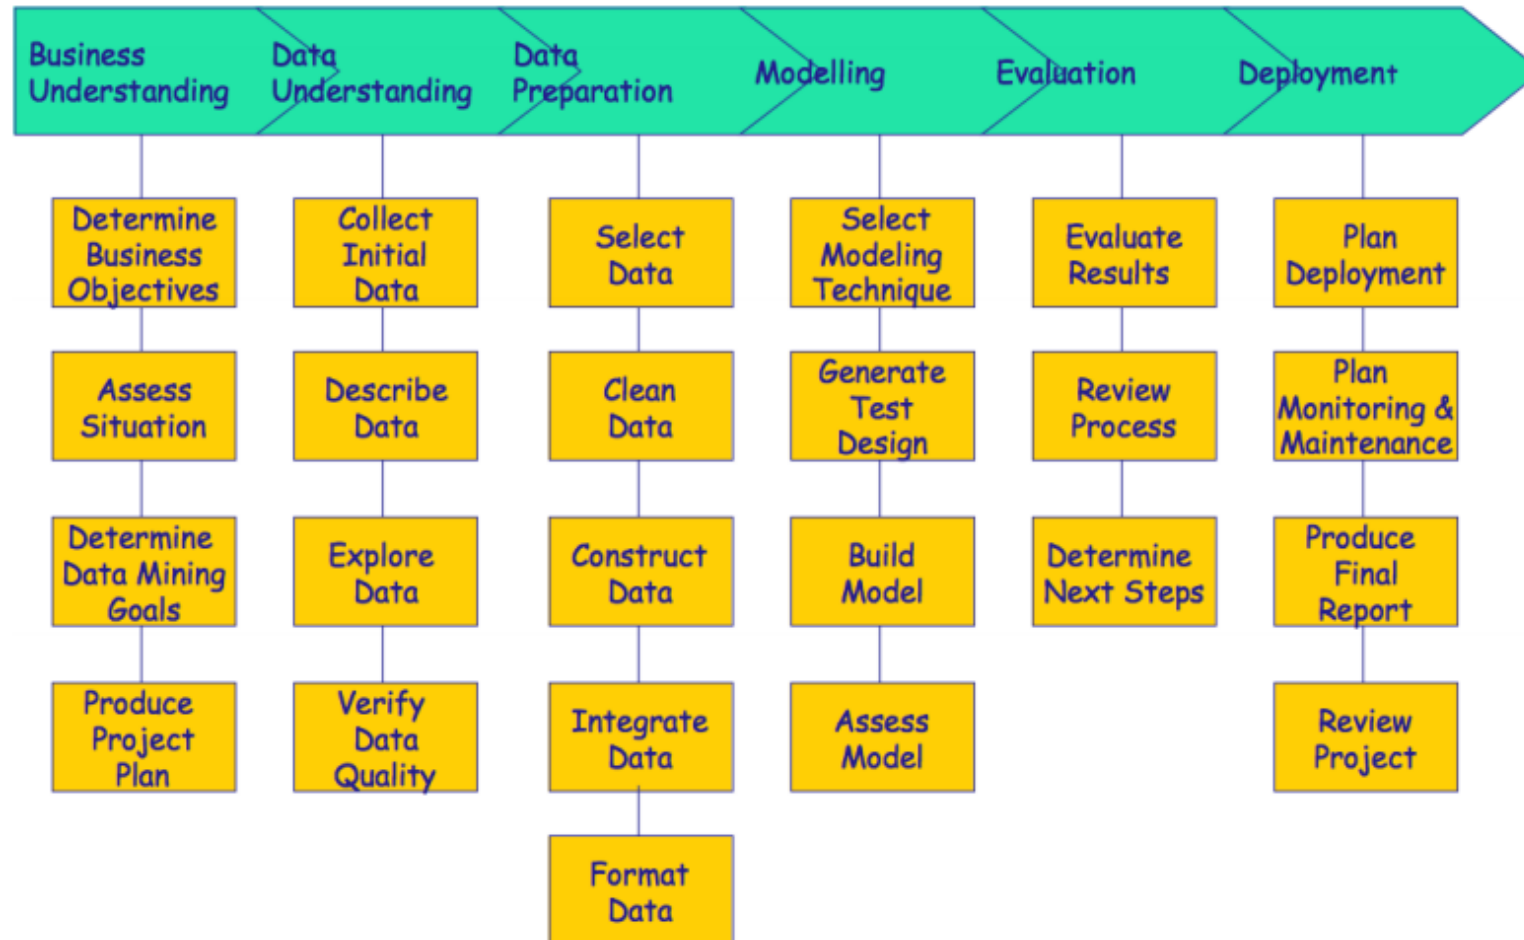 Business
Understanding
Data
Understanding
Data
Preparation
Modelling
Evaluation
Deployment
Determine
Business
Objectives
Assess
Situation
Determine
Data Mining
Goals
Produce
Project
Plan
Collect
Initial
Data
Describe
Data
Explore
Data
Verify
Data
Quality
Select
Data
Clean
Data
Construct
Data
Integrate
Data
Format
Data
Select
Modeling
Technique
Generate
Test
Design
Build
Model
Assess
Model
Evaluate
Results
Review
Process
Determine
Next Steps
Plan
Deployment
Plan
Monitoring &
Maintenance
Produce
Final
Report
Review
Project